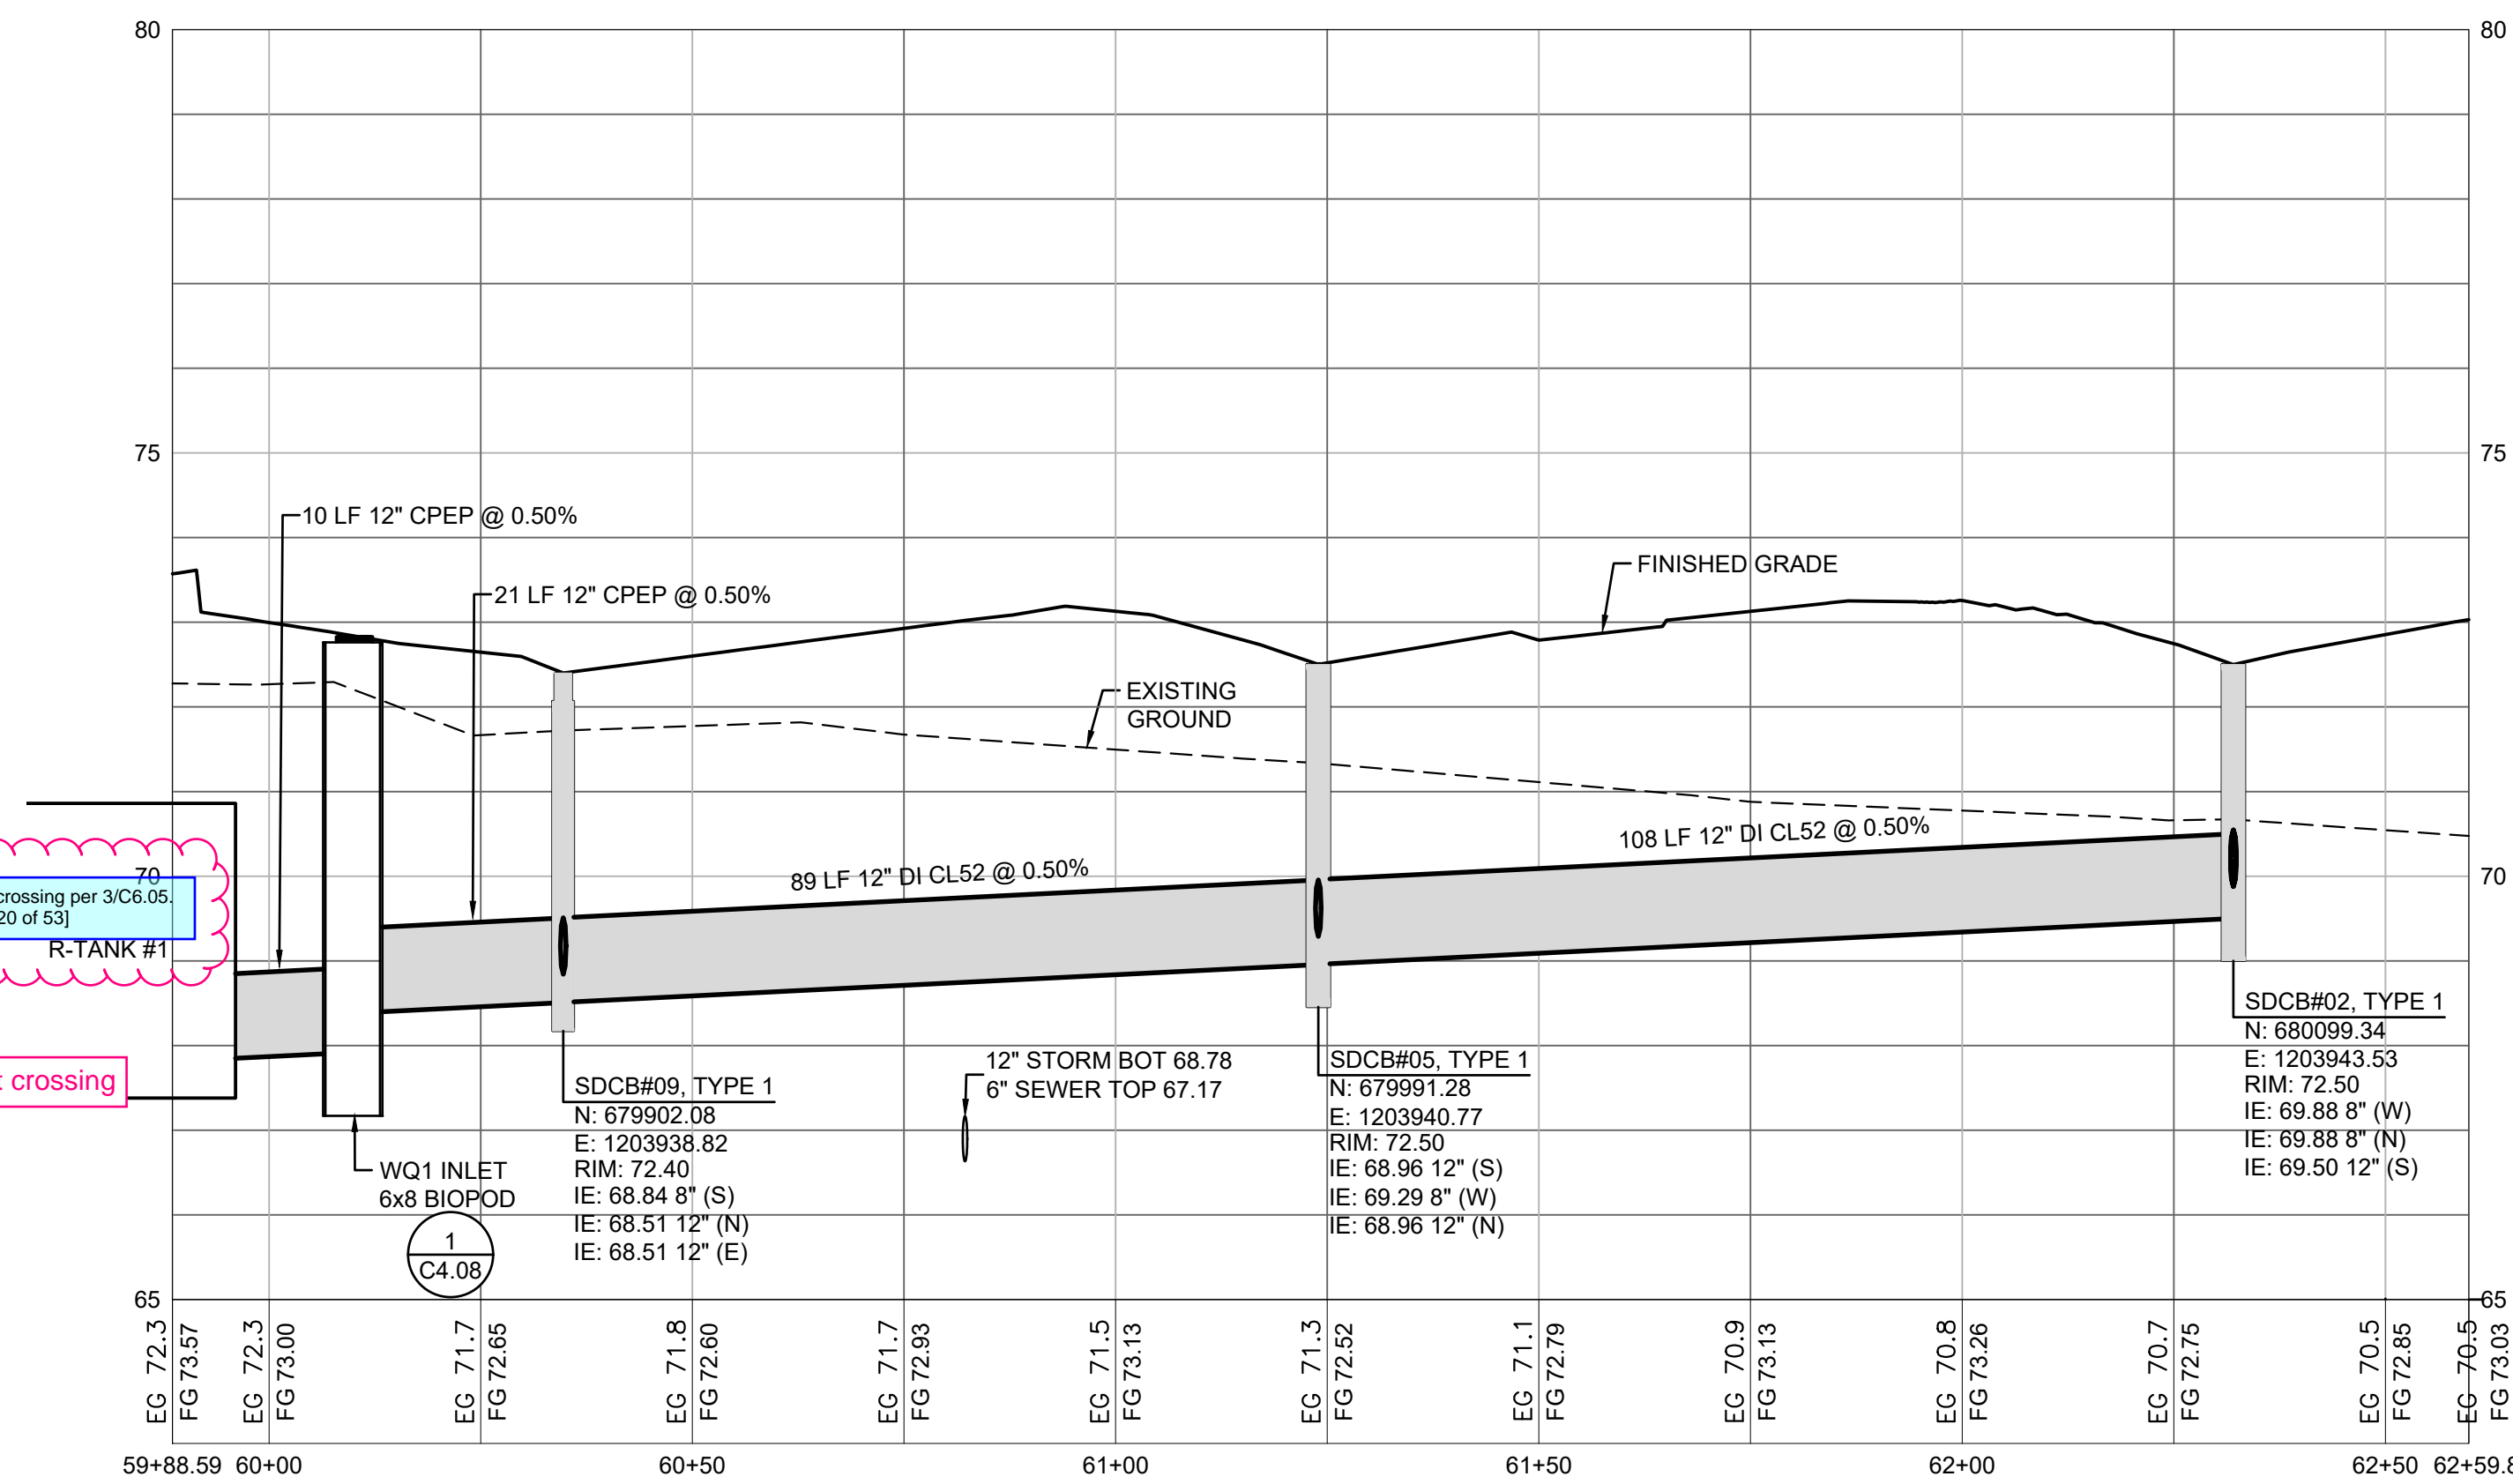 80
80
75
75
10 LF 12" CPEP @ 0.50%
21 LF 12" CPEP @ 0.50%
FINISHED GRADE
EXISTING
GROUND
108 LF 12" DI CL52 @ 0.50%
89 LF 12" DI CL52 @ 0.50%
70
70
crossing per 3/C6.05.
20 of 53]
R-TANK #1
crossing
WQ1 INLET
6x8 BIOPOD
1
C4.08
SDCB#09, TYPE 1
N: 679902.08
E: 1203938.82
RIM: 72.40
IE: 68.84 8" (S)
IE: 68.51 12" (N)
IE: 68.51 12" (E)
12" STORM BOT 68.78
6" SEWER TOP 67.17
SDCB#05, TYPE 1
N: 679991.28
E: 1203940.77
RIM: 72.50
IE: 68.96 12" (S)
IE: 69.29 8" (W)
IE: 68.96 12" (N)
SDCB#02, TYPE 1
N: 680099.34
E: 1203943.53
RIM: 72.50
IE: 69.88 8" (W)
IE: 69.88 8" (N)
IE: 69.50 12" (S)
65
65
EG 72.3
FG 73.57
EG 72.3
FG 73.00
EG 71.7
FG 72.65
EG 71.8
FG 72.60
EG 71.7
FG 72.93
EG 71.5
FG 73.13
EG 71.3
FG 72.52
EG 71.1
FG 72.79
EG 70.9
FG 73.13
EG 70.8
FG 73.26
EG 70.7
FG 72.75
EG 70.5
FG 72.85
EG 70.5
FG 73.03
59+88.59
60+00
60+50
61+00
61+50
62+00
62+50
62+59.8